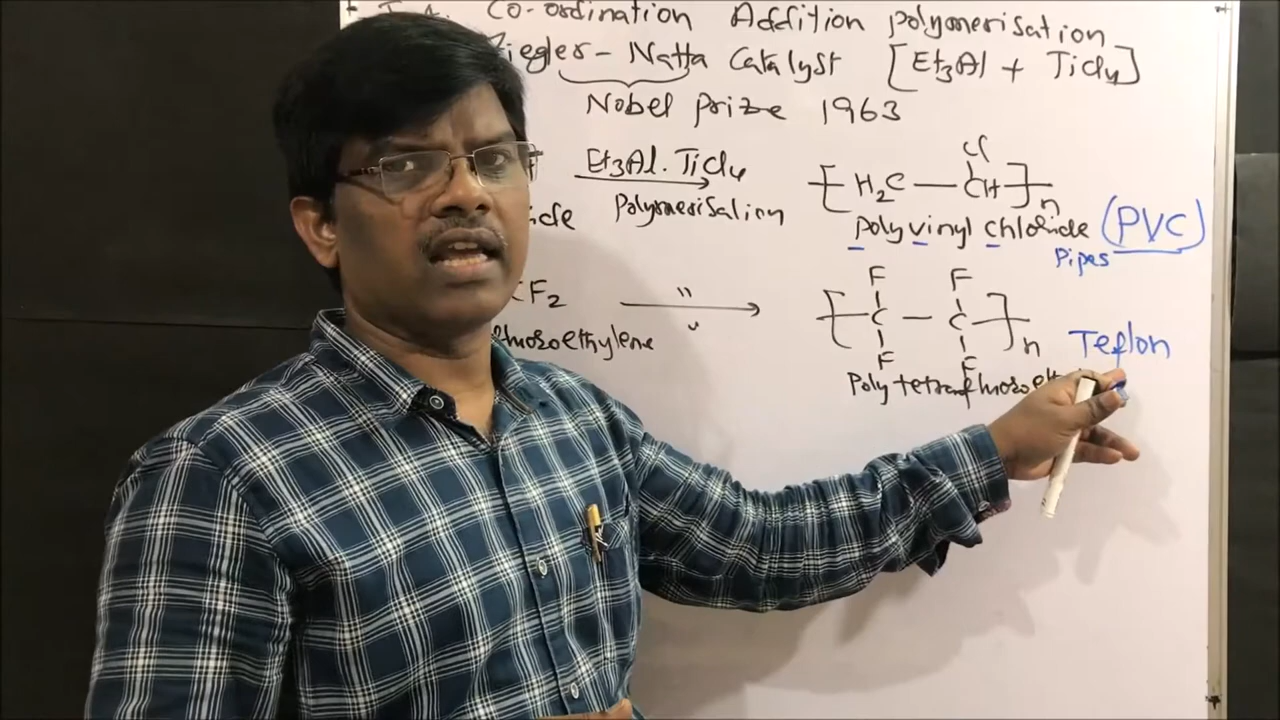 Co-ordination Addition polymerisation
Ziegler-Natta Catalyst [Et₃Al + TiCl₄]
Nobel prize 1963
Et₃Al.TiCl₄
Polymerisation
Cl
[ H₂C — CH ]n
Polyvinyl chloride (PVC)
Pipes
F F
CF₂ " [ C — C ]n
F F
Teflon
fluoroethylene
Poly tetrafluoroeth